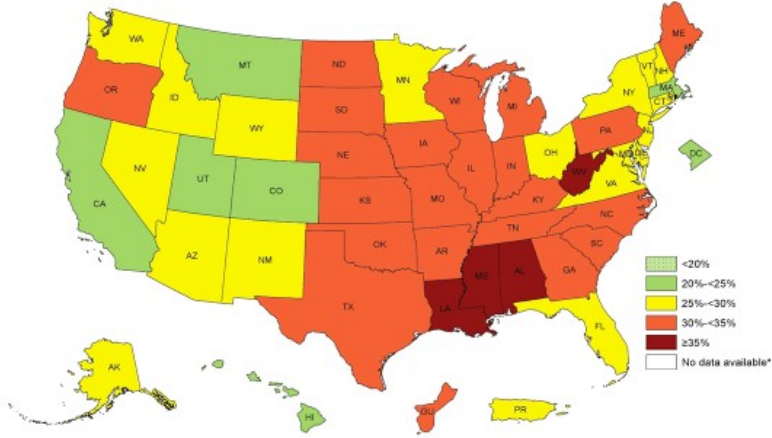 WA
MT
ND
MN
ME
VT
NH
OR
ID
SD
WI
MI
NY
MA
CT
WY
IA
PA
NJ
NE
IL
IN
OH
DC
NV
UT
CO
WV
MD
DE
VA
CA
KS
MO
KY
NC
TN
AZ
NM
OK
AR
SC
MS
AL
GA
TX
LA
FL
<20%
20%-<25%
25%-<30%
30%-<35%
≥35%
No data available*
AK
HI
GU
PR